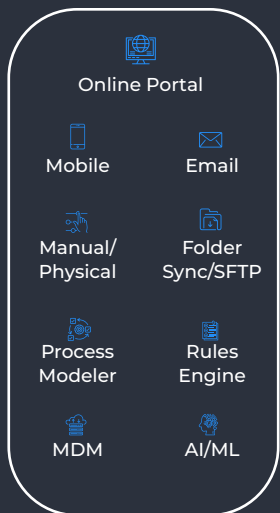 Online Portal
Mobile
Email
Manual/
Physical
Folder
Sync/SFTP
Process
Modeler
Rules
Engine
MDM
AI/ML